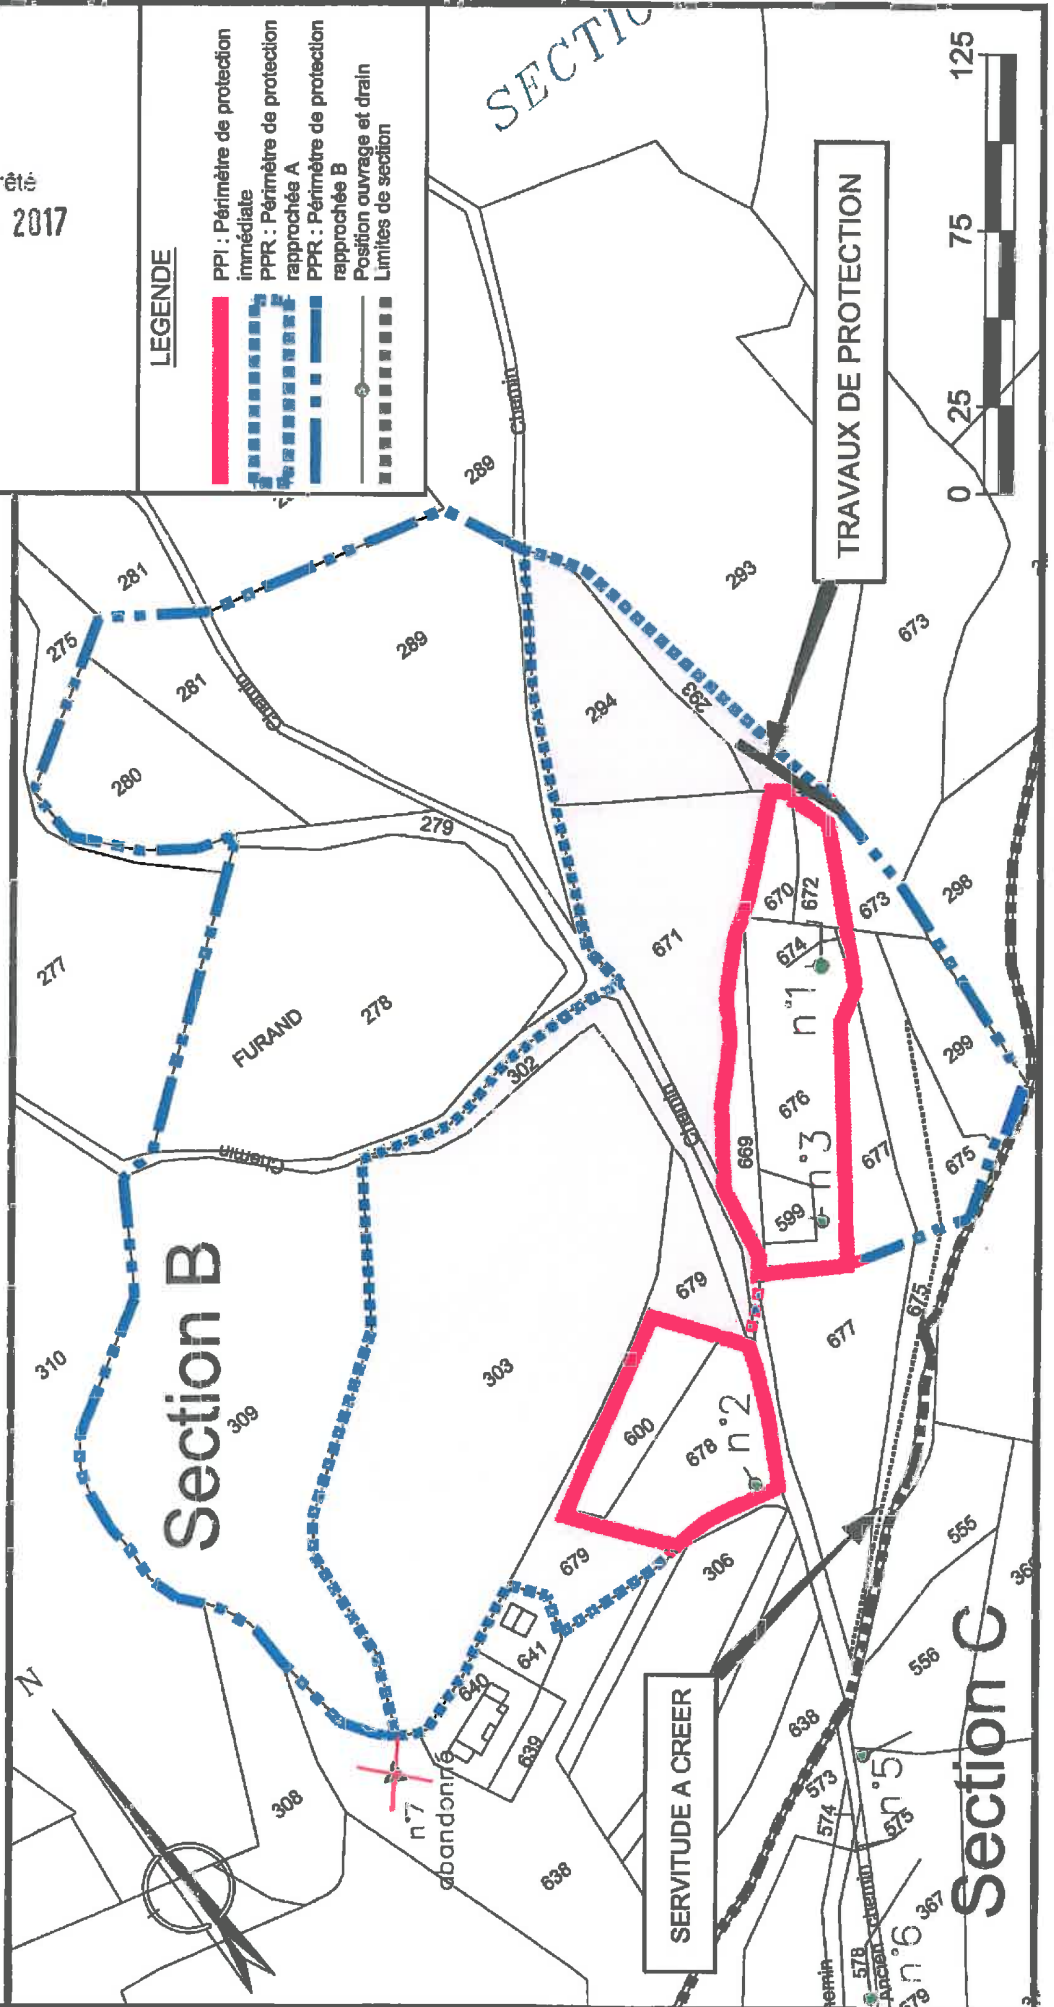 2017
LEGENDE
PPI : Périmètre de protection
immédiate
PPR : Périmètre de protection
rapprochée A
PPR : Périmètre de protection
rapprochée B
Position ouvrage et drain
Limites de section
TRAVAUX DE PROTECTION
SERVITUDE A CREER
0 25 75 125
Section B
Section C
N
FURAND
Chemin
Chemin
Chemin
Chemin
Ancien chemin
275
281
281
280
279
277
278
289
289
293
293
294
673
673
298
299
670
672
674
671
676
669
599
677
677
675
675
302
303
310
309
308
679
679
600
678
306
640
641
639
638
638
573
574
575
578
367
555
556
n°1
n°2
n°3
n°5
n°6
n°7
abandonné